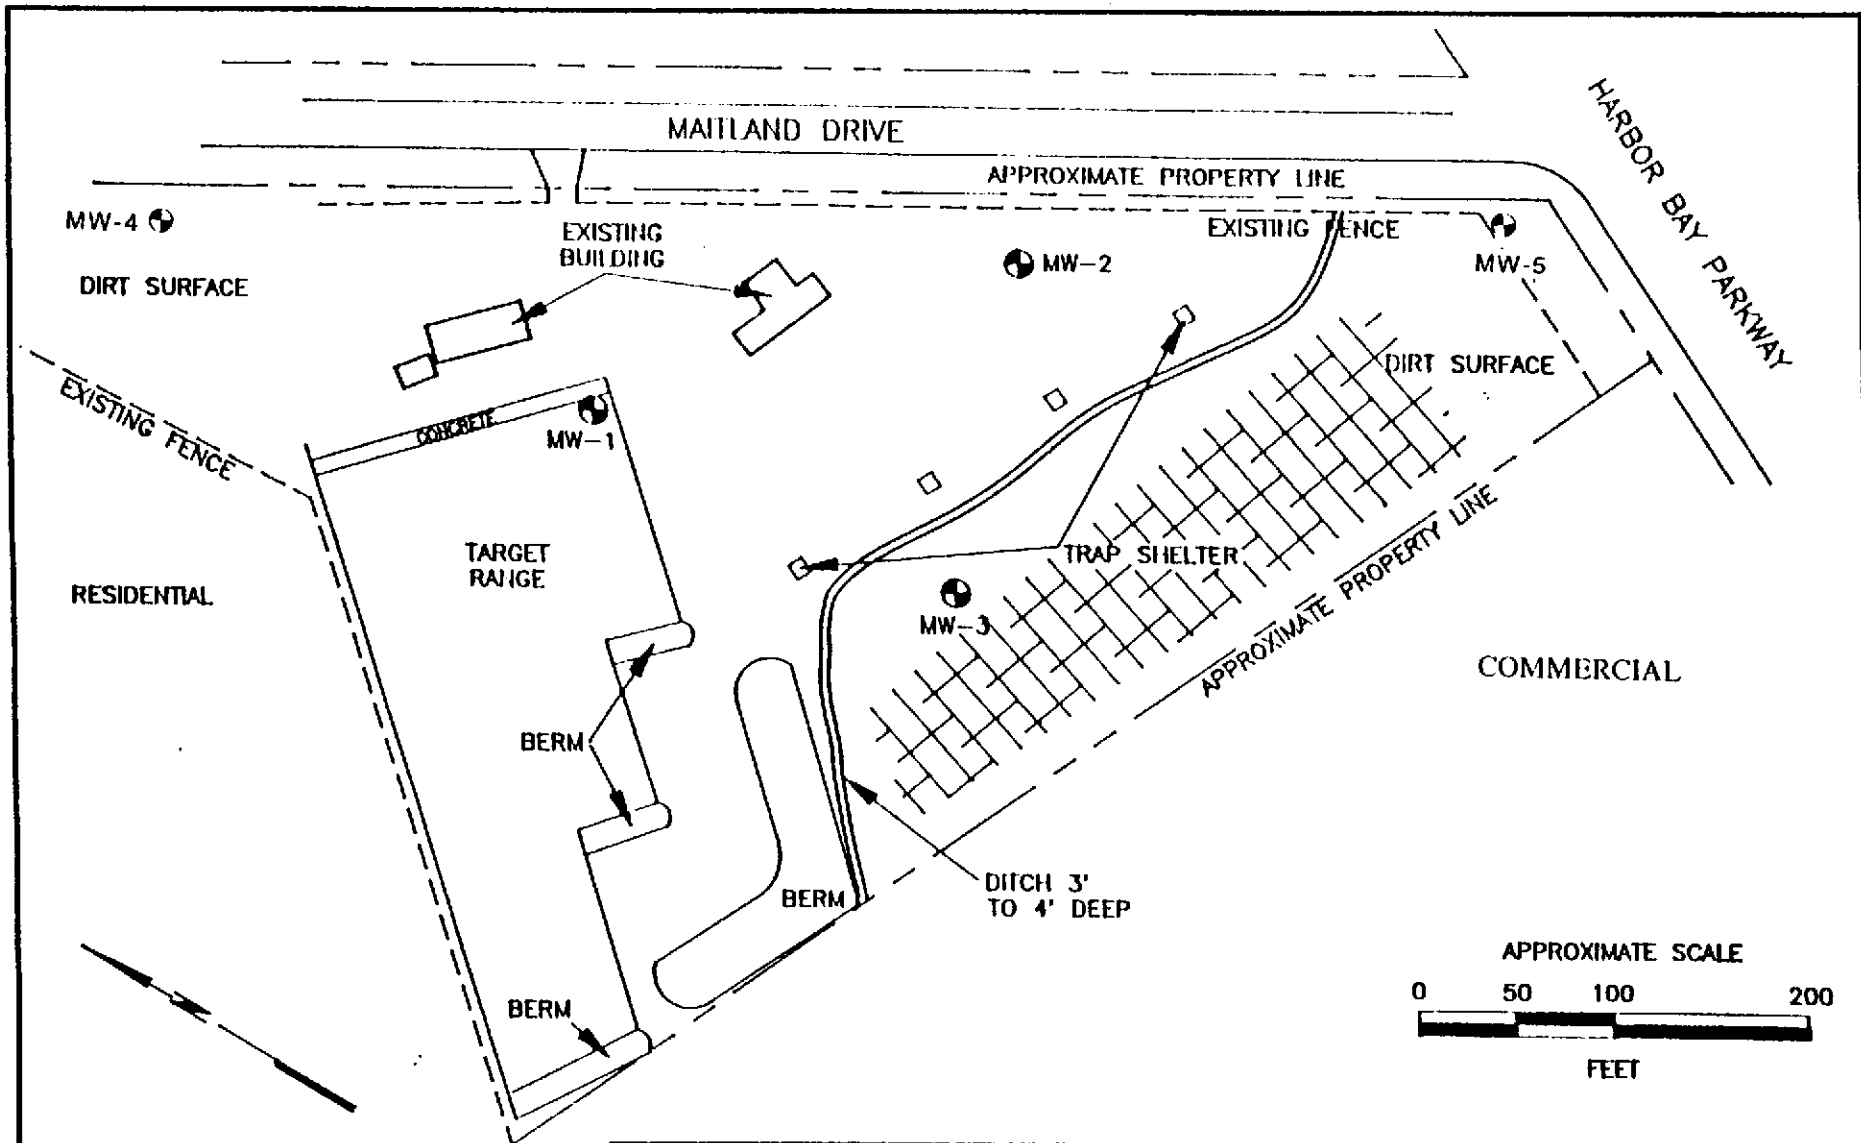 HARBOR BAY PARKWAY
MAITLAND DRIVE
APPROXIMATE PROPERTY LINE
MW-4
EXISTING
BUILDING
EXISTING FENCE
MW-2
MW-5
DIRT SURFACE
DIRT SURFACE
EXISTING FENCE
CONCRETE
MW-1
TARGET
RANGE
TRAP SHELTER
RESIDENTIAL
MW-3
APPROXIMATE PROPERTY LINE
COMMERCIAL
BERM
BERM
DITCH 3'
TO 4' DEEP
BERM
N
APPROXIMATE SCALE
0 50 100 200
FEET